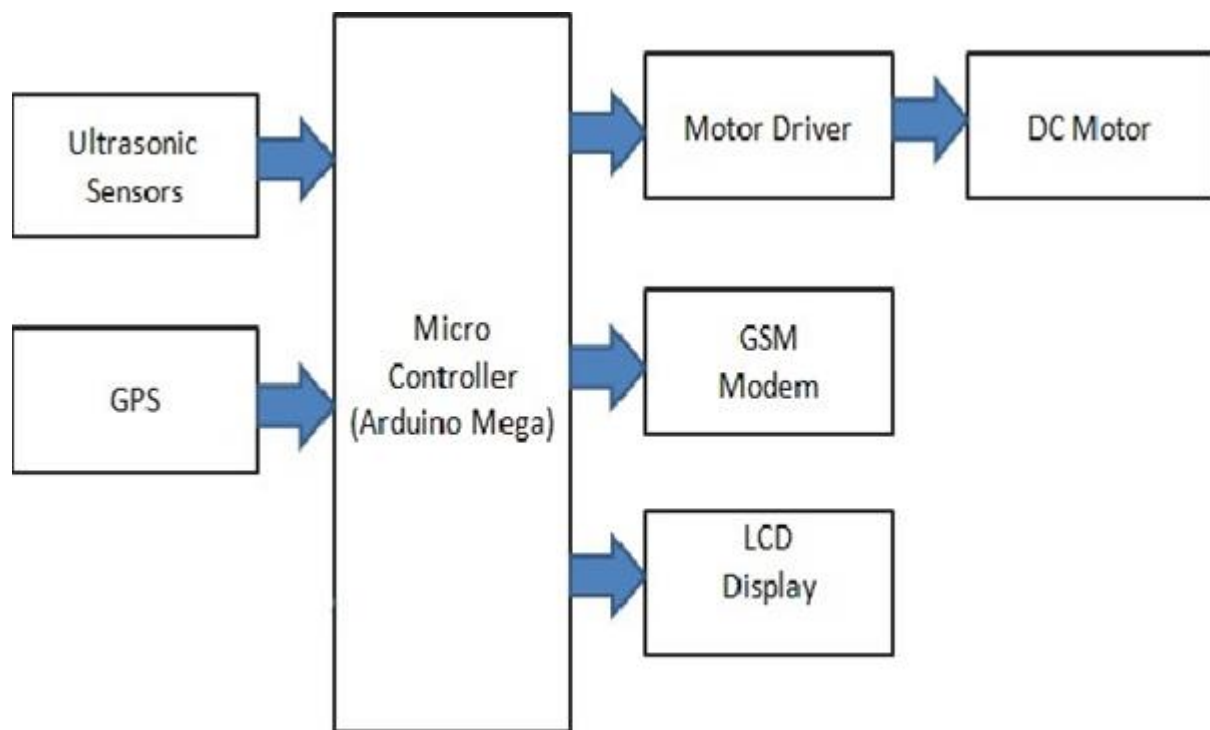 Ultrasonic
Sensors
GPS
Micro
Controller
(Arduino Mega)
Motor Driver
DC Motor
GSM
Modem
LCD
Display